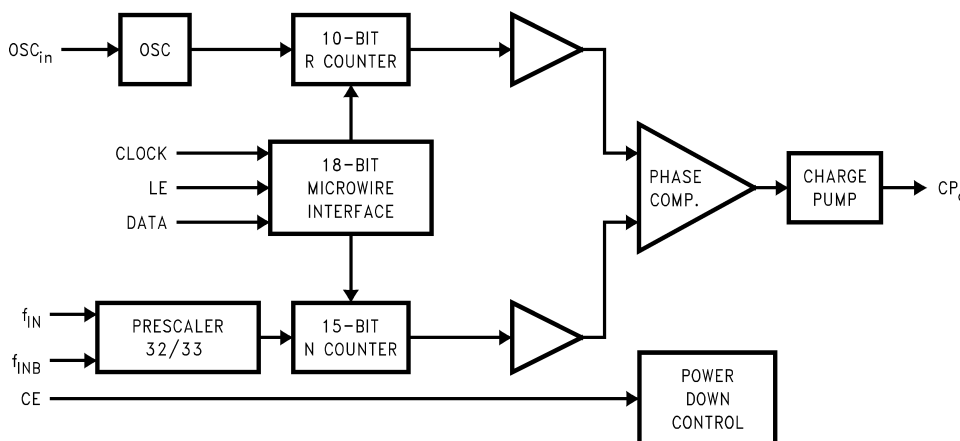 OSCin
OSC
10-BIT
R COUNTER
CLOCK
LE
DATA
18-BIT
MICROWIRE
INTERFACE
PHASE
COMP.
CHARGE
PUMP
CP
fIN
fINB
PRESCALER
32/33
15-BIT
N COUNTER
CE
POWER
DOWN
CONTROL